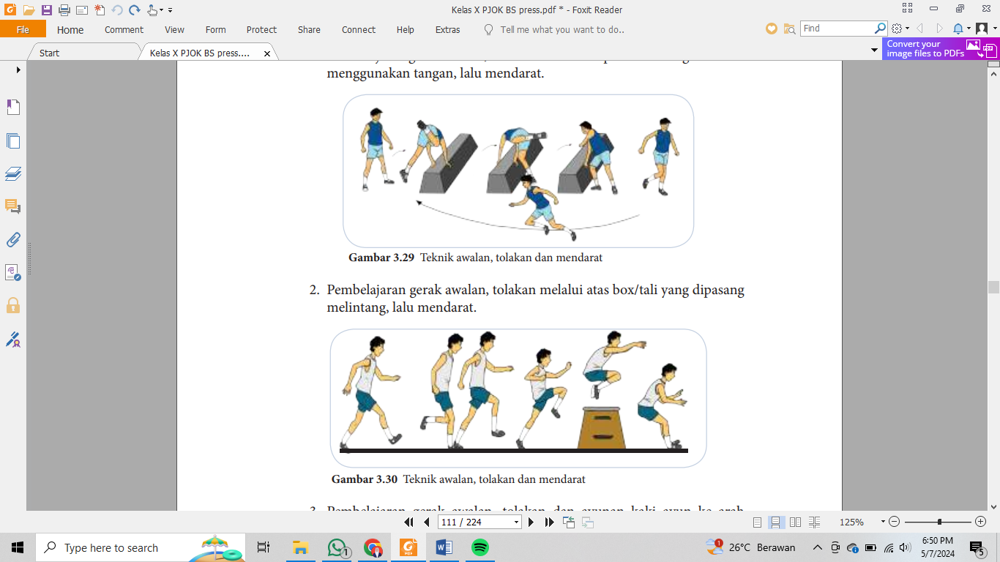 Kelas X PJOK BS press.pdf * - Foxit Reader
File Home Comment View Form Protect Share Connect Help Extras Tell me what you want to do.. Find
Start Kelas X PJOK BS press.... Convert your
image files to PDFs
menggunakan tangan, lalu mendarat.
Gambar 3.29 Teknik awalan, tolakan dan mendarat
2. Pembelajaran gerak awalan, tolakan melalui atas box/tali yang dipasang
melintang, lalu mendarat.
Gambar 3.30 Teknik awalan, tolakan dan mendarat
3. Pembelajaran gerak awalan, tolakan dan ayunan kaki ayun ke arah
111 / 224 125%
Type here to search 1 PDF W 1 26°C Berawan 6:50 PM
5/7/2024 5